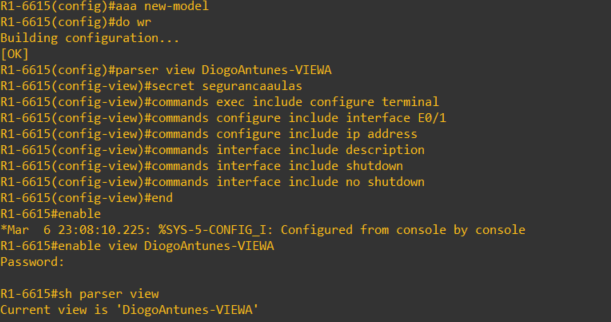 R1-6615(config)#aaa new-model
R1-6615(config)#do wr
Building configuration...
[OK]
R1-6615(config)#parser view DiogoAntunes-VIEWA
R1-6615(config-view)#secret segurancaaulas
R1-6615(config-view)#commands exec include configure terminal
R1-6615(config-view)#commands configure include interface E0/1
R1-6615(config-view)#commands configure include ip address
R1-6615(config-view)#commands interface include description
R1-6615(config-view)#commands interface include shutdown
R1-6615(config-view)#commands interface include no shutdown
R1-6615(config-view)#end
R1-6615#enable
*Mar  6 23:08:10.225: %SYS-5-CONFIG_I: Configured from console by console
R1-6615#enable view DiogoAntunes-VIEWA
Password:
R1-6615#sh parser view
Current view is 'DiogoAntunes-VIEWA'